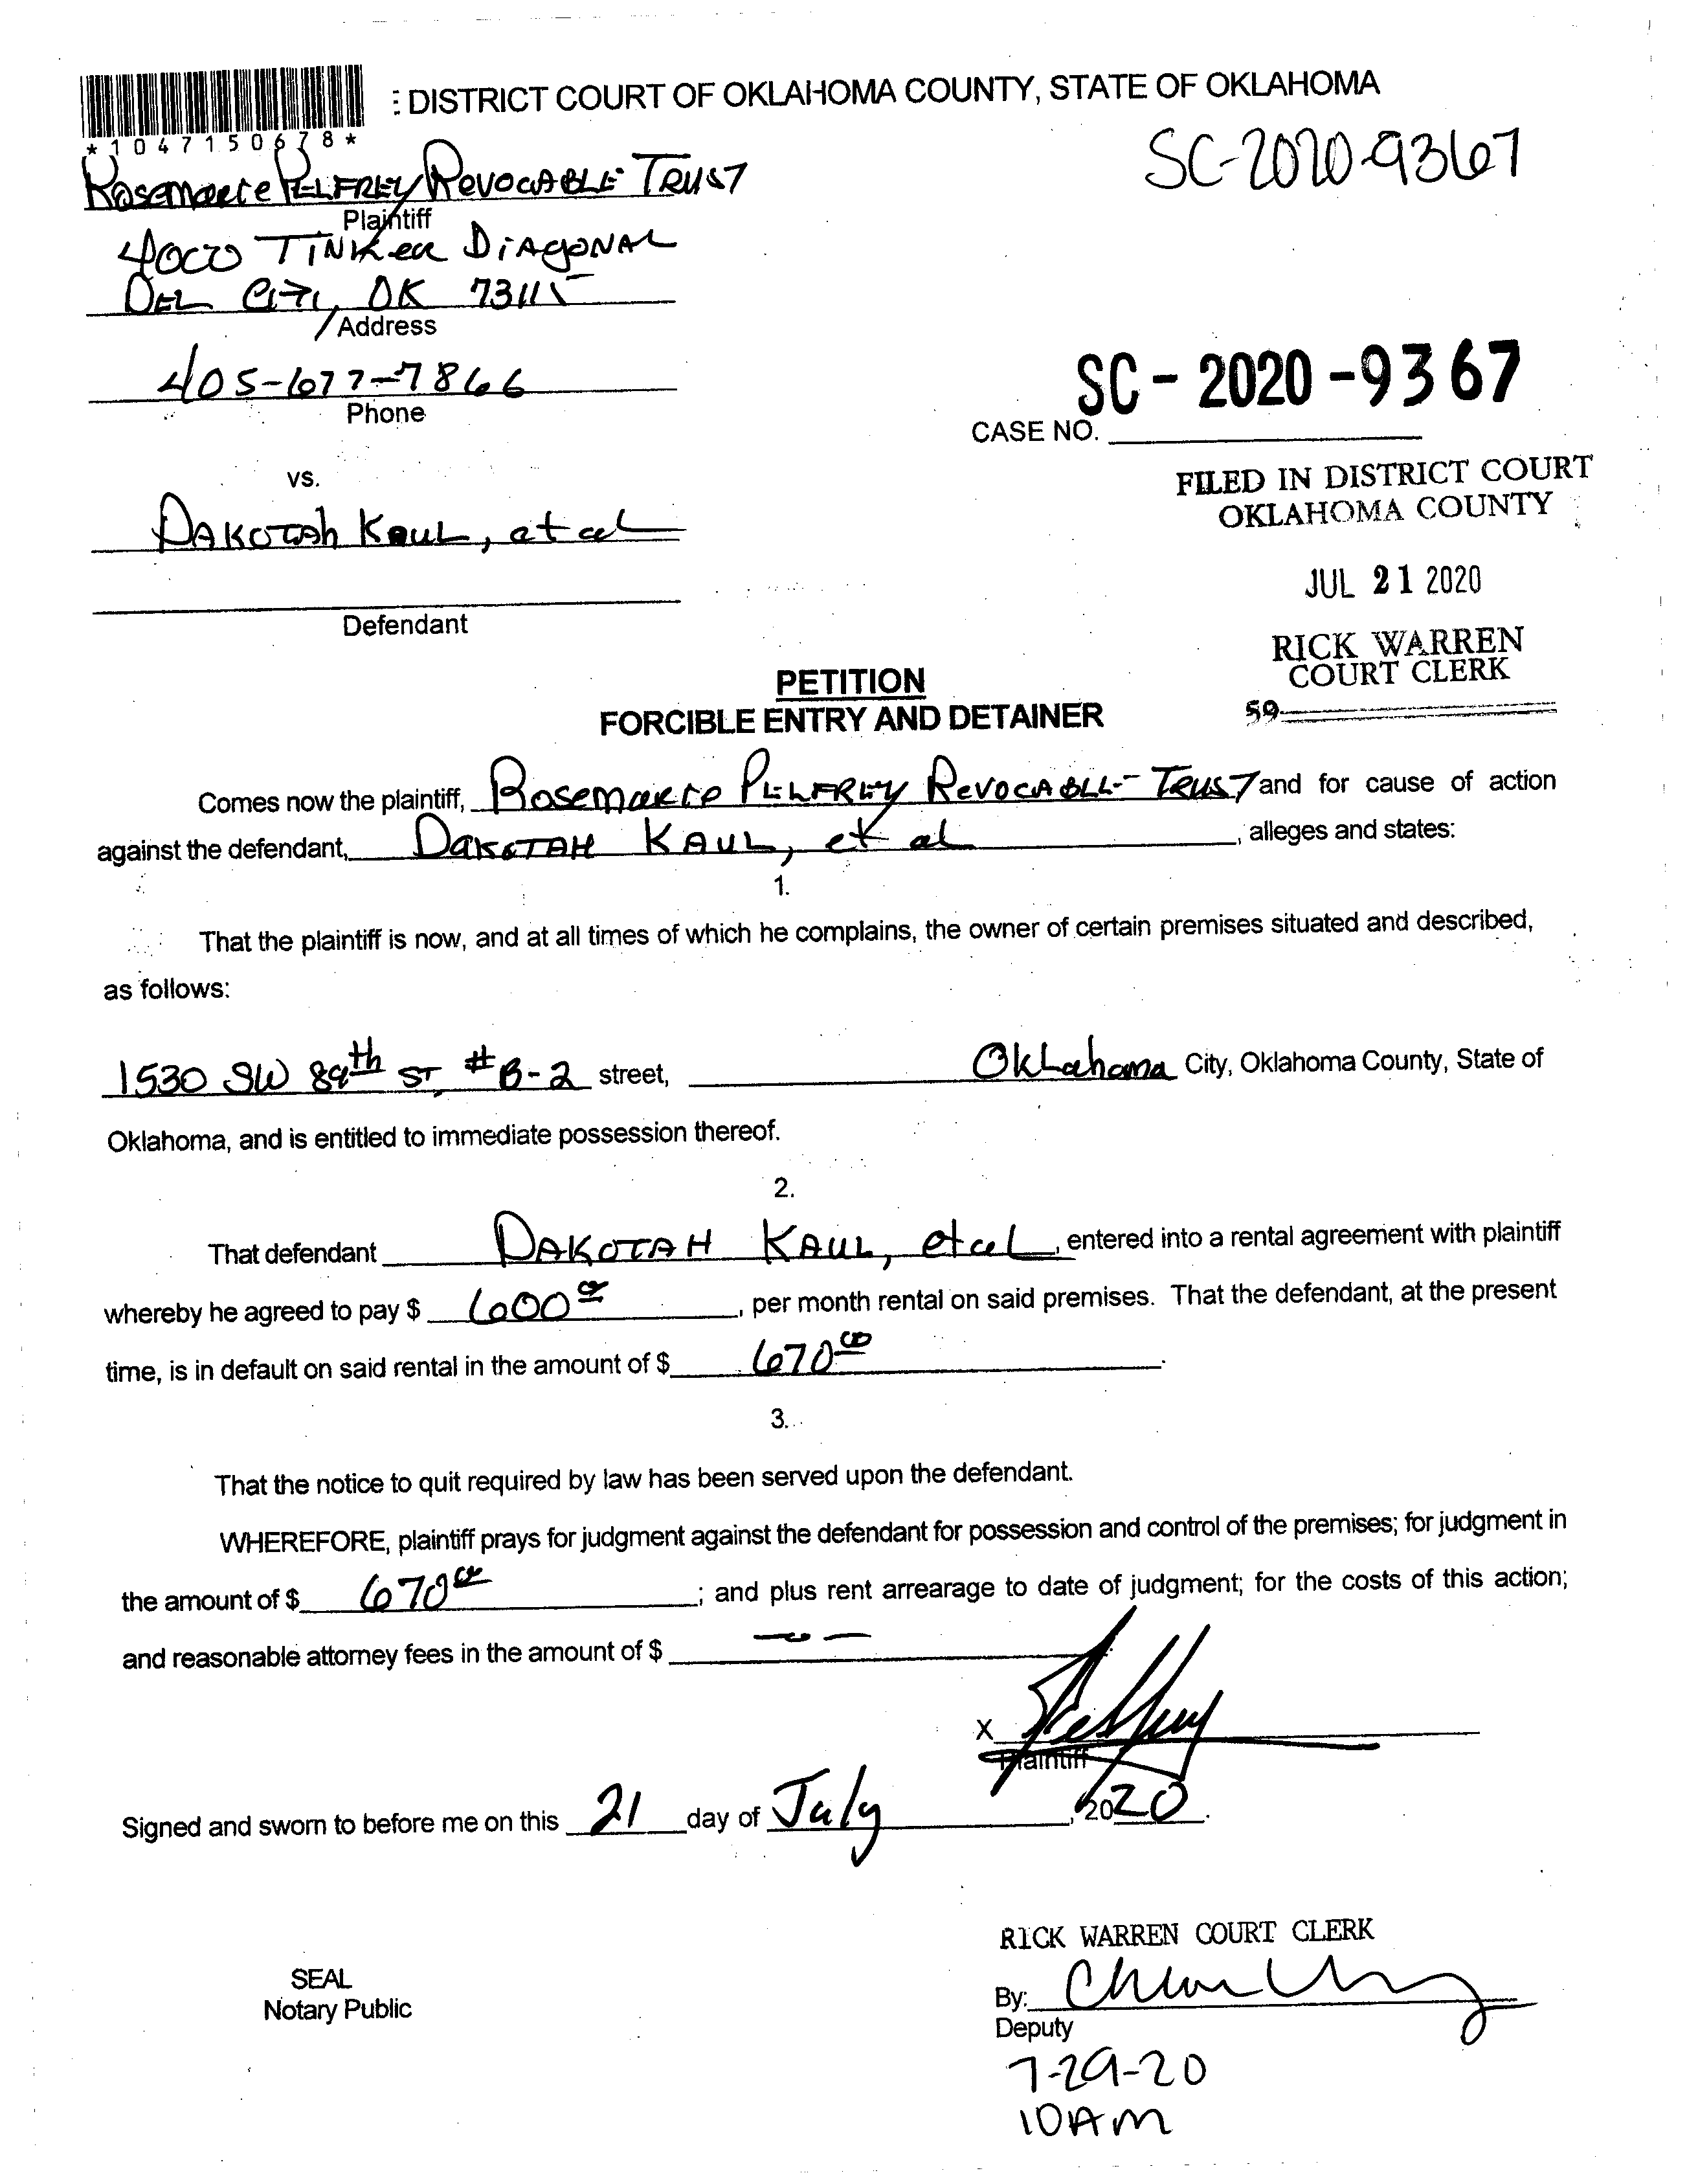 : DISTRICT COURT OF OKLAHOMA COUNTY, STATE OF OKLAHOMA
*1047150678*
SC-2020-9367
Rosemarie PELFREY REVOCABLE TRUST
Plaintiff
4000 TINKER DIAGONAL
DEL CITY, OK 73115
Address
405-677-7866
Phone
SC-2020-9367
CASE NO.
vs.
FILED IN DISTRICT COURT
OKLAHOMA COUNTY
DAKOTAh KAUL, et al
JUL 21 2020
Defendant
RICK WARREN
COURT CLERK
59
PETITION
FORCIBLE ENTRY AND DETAINER
Comes now the plaintiff, Rosemarie PELFREY REVOCABLE TRUST and for cause of action
against the defendant, DAKOTAH KAUL, et al, alleges and states:
1.
That the plaintiff is now, and at all times of which he complains, the owner of certain premises situated and described,
as follows:
1530 SW 89th ST, #B-2 street, Oklahoma City, Oklahoma County, State of
Oklahoma, and is entitled to immediate possession thereof.
2.
That defendant DAKOTAH KAUL, et al, entered into a rental agreement with plaintiff
whereby he agreed to pay $ 600 00, per month rental on said premises. That the defendant, at the present
time, is in default on said rental in the amount of $ 670 00.
3.
That the notice to quit required by law has been served upon the defendant.
WHEREFORE, plaintiff prays for judgment against the defendant for possession and control of the premises; for judgment in
the amount of $ 670 00; and plus rent arrearage to date of judgment; for the costs of this action;
and reasonable attorney fees in the amount of $ -0-
X
Plaintiff
Signed and sworn to before me on this 21 day of July, 2020.
RICK WARREN COURT CLERK
SEAL
Notary Public
By:
Deputy
7-29-20
10AM